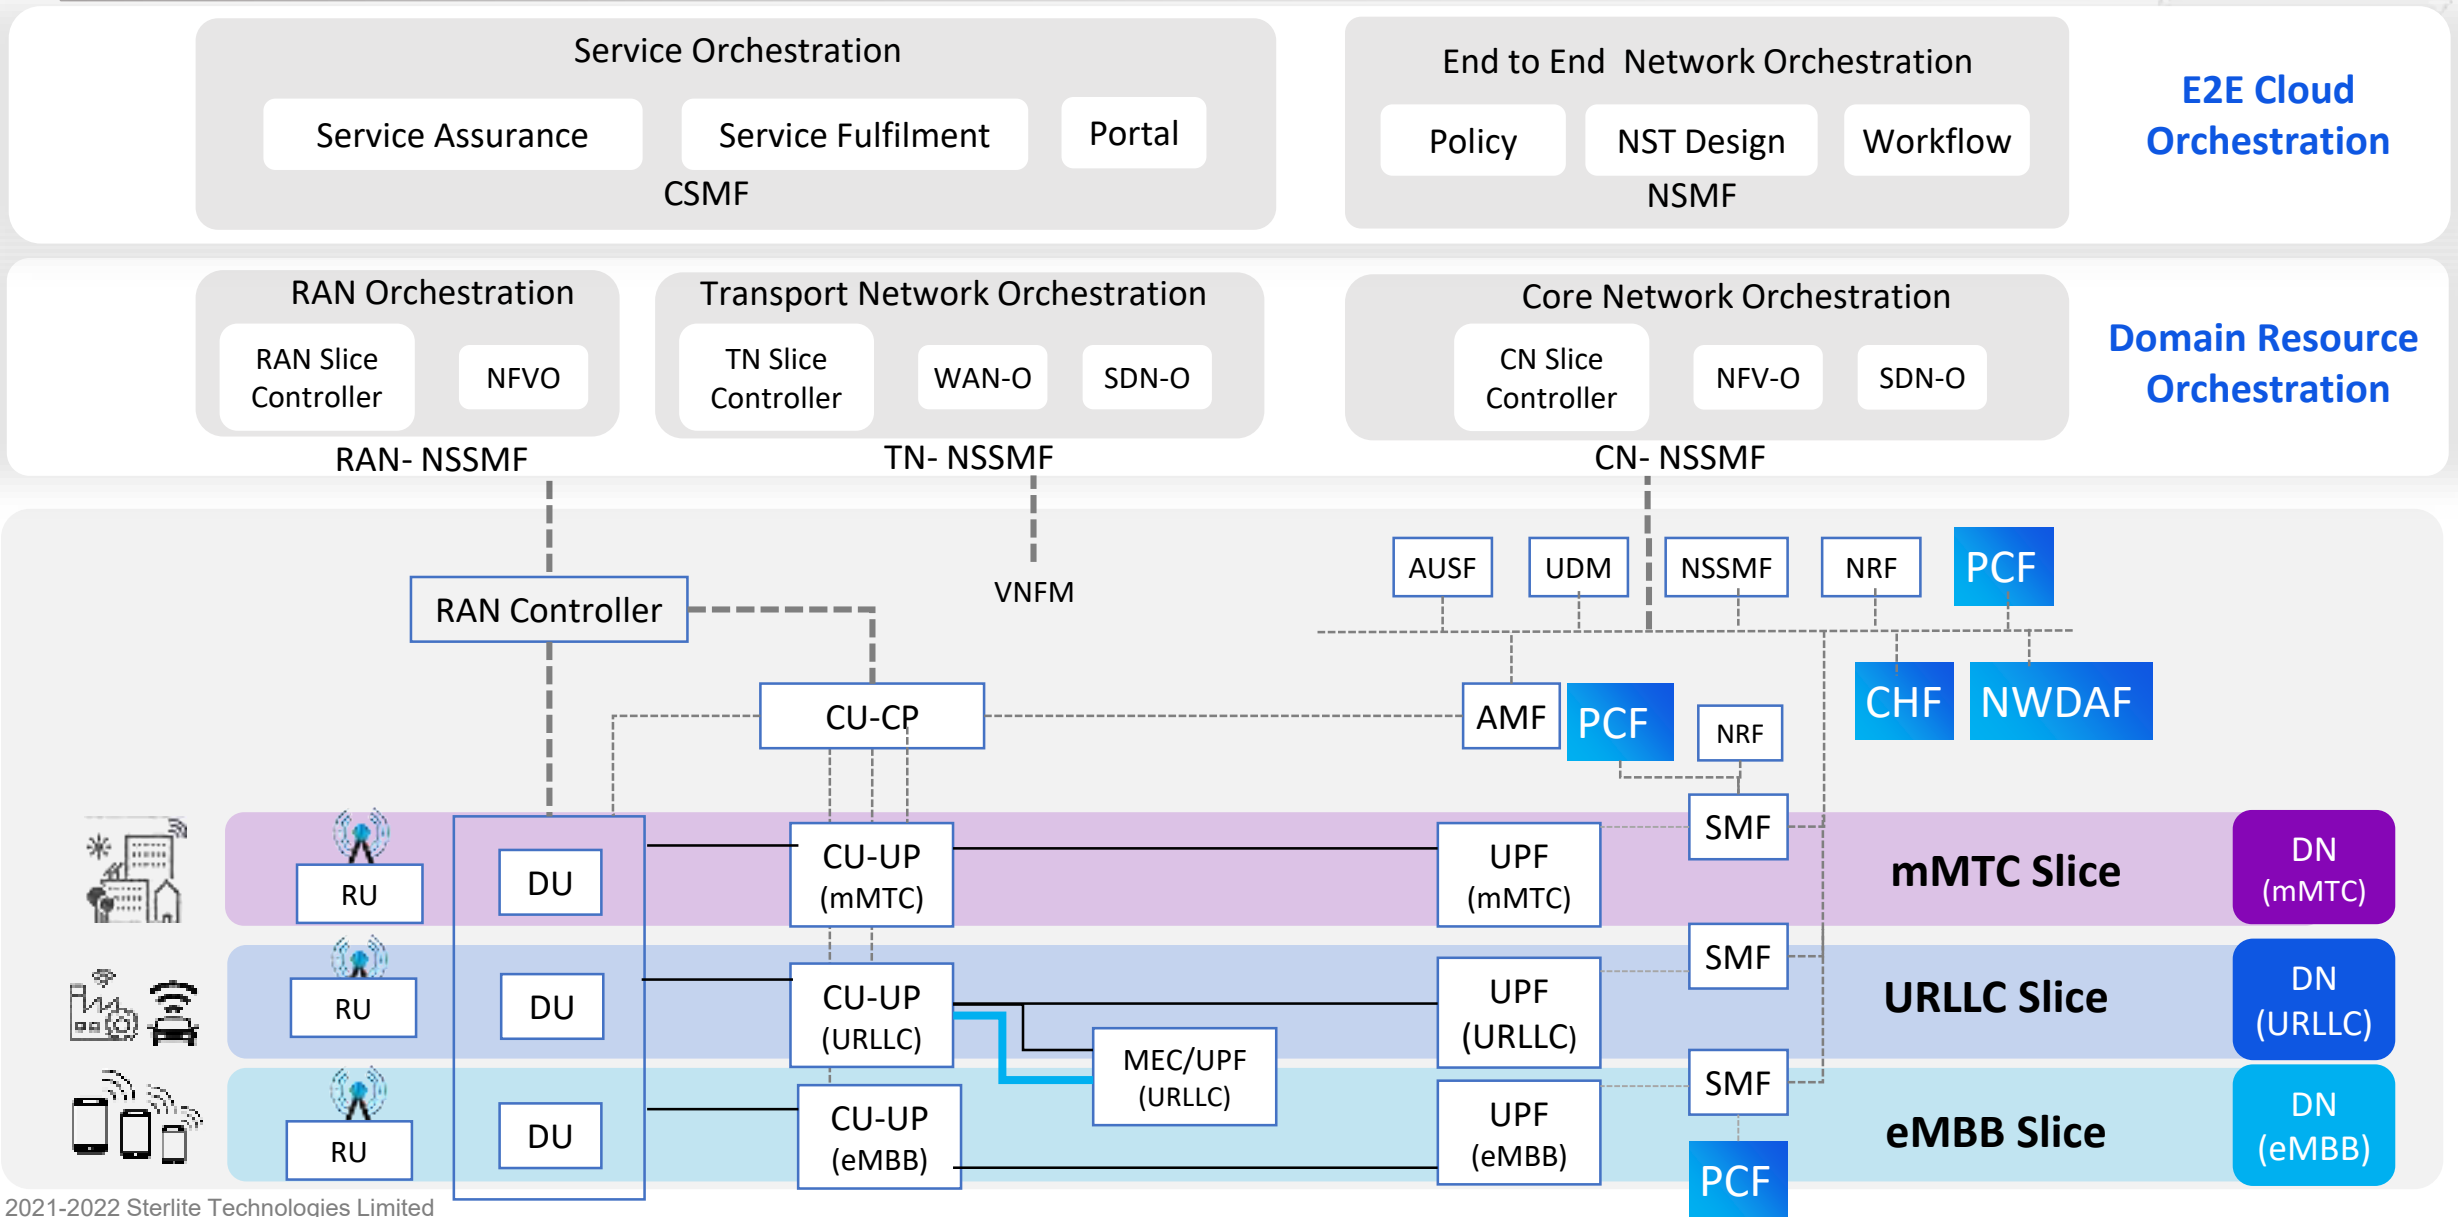 Service Orchestration
Service Assurance
Service Fulfilment
Portal
CSMF
End to End  Network Orchestration
Policy
NST Design
Workflow
NSMF
E2E Cloud
Orchestration
RAN Orchestration
RAN Slice
Controller
NFVO
RAN- NSSMF
Transport Network Orchestration
TN Slice
Controller
WAN-O
SDN-O
TN- NSSMF
Core Network Orchestration
CN Slice
Controller
NFV-O
SDN-O
CN- NSSMF
Domain Resource
Orchestration
RAN Controller
VNFM
AUSF
UDM
NSSMF
NRF
PCF
CU-CP
AMF
PCF
NRF
CHF
NWDAF
RU
DU
CU-UP
(mMTC)
UPF
(mMTC)
SMF
mMTC Slice
DN
(mMTC)
RU
DU
CU-UP
(URLLC)
MEC/UPF
(URLLC)
UPF
(URLLC)
SMF
URLLC Slice
DN
(URLLC)
RU
DU
CU-UP
(eMBB)
UPF
(eMBB)
SMF
PCF
eMBB Slice
DN
(eMBB)
2021-2022 Sterlite Technologies Limited